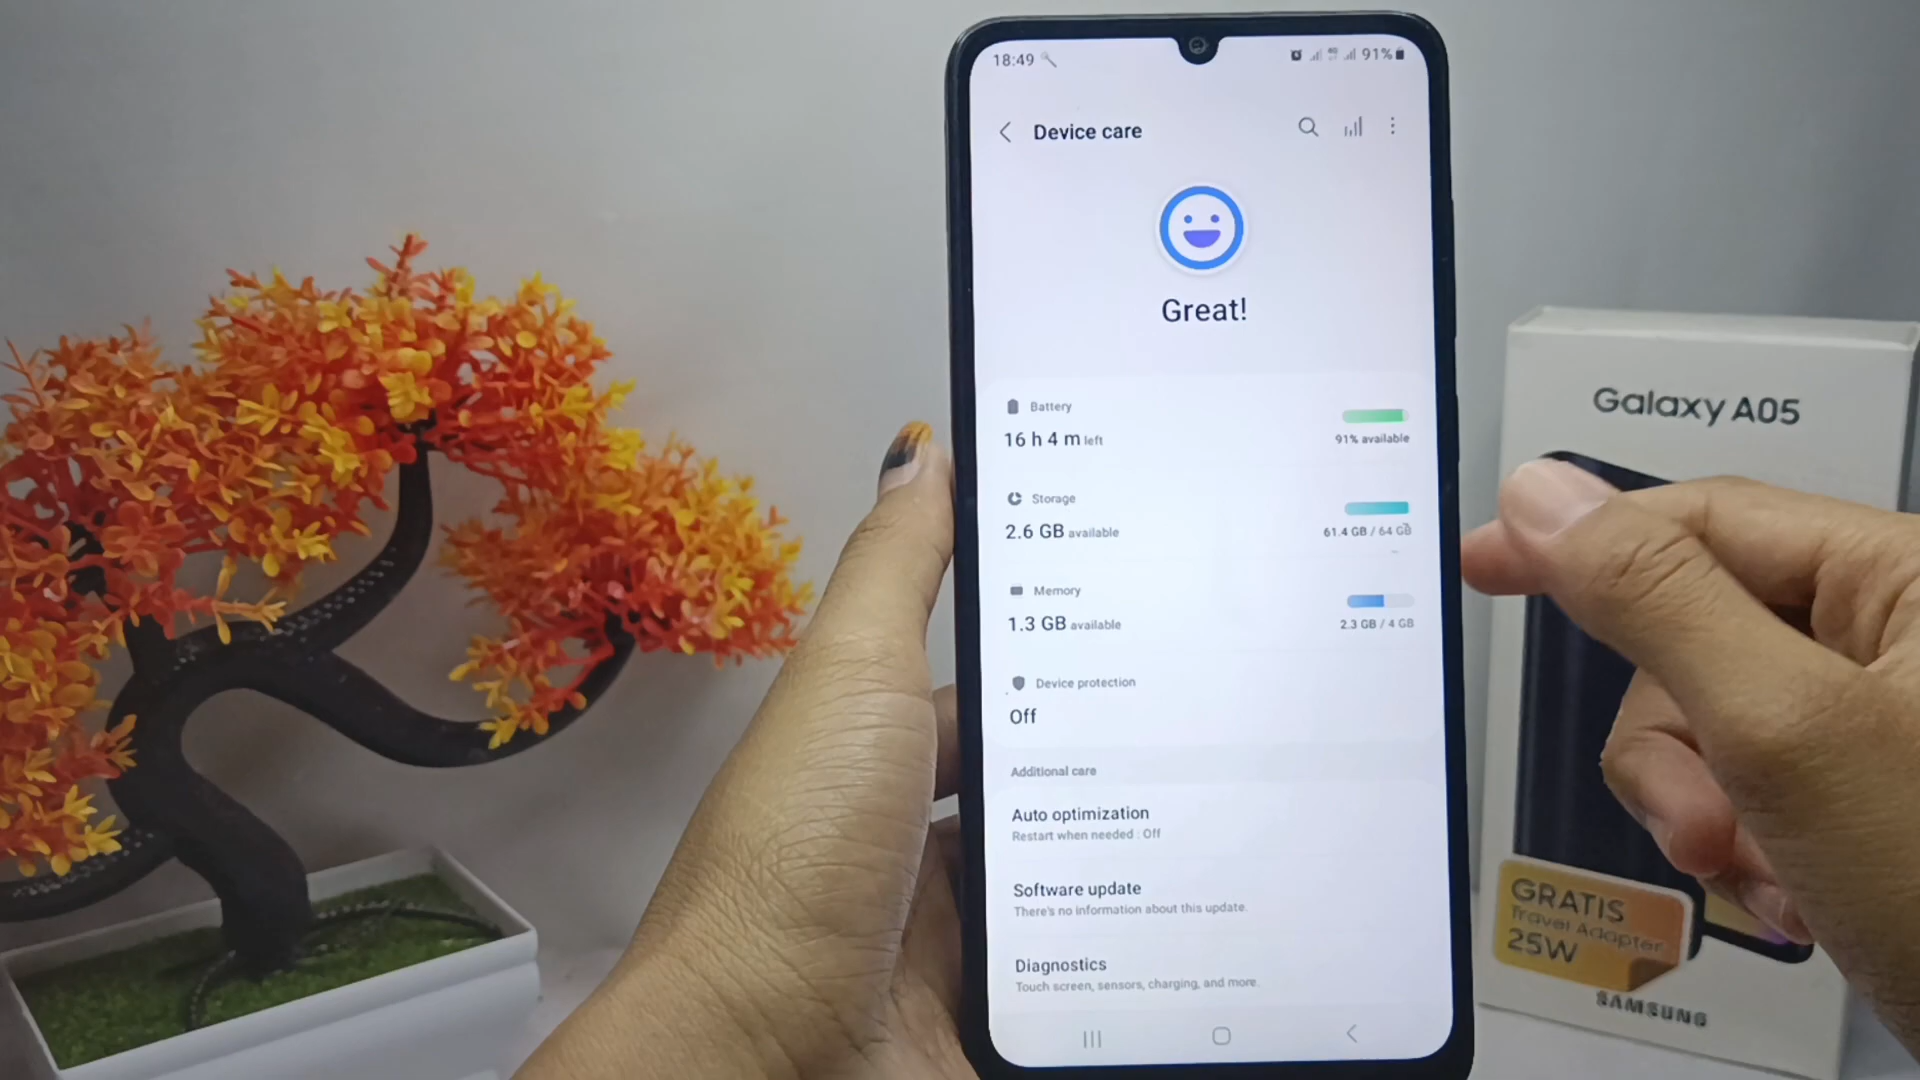 18:49
91%
Device care
Great!
Battery
16 h 4 m left
91% available
Storage
2.6 GB available
61.4 GB / 64 GB
Memory
1.3 GB available
2.3 GB / 4 GB
Device protection
Off
Additional care
Auto optimization
Restart when needed : Off
Software update
There's no information about this update.
Diagnostics
Touch screen, sensors, charging, and more.
Galaxy A05
GRATIS
Travel Adapter
25W
SAMSUNG